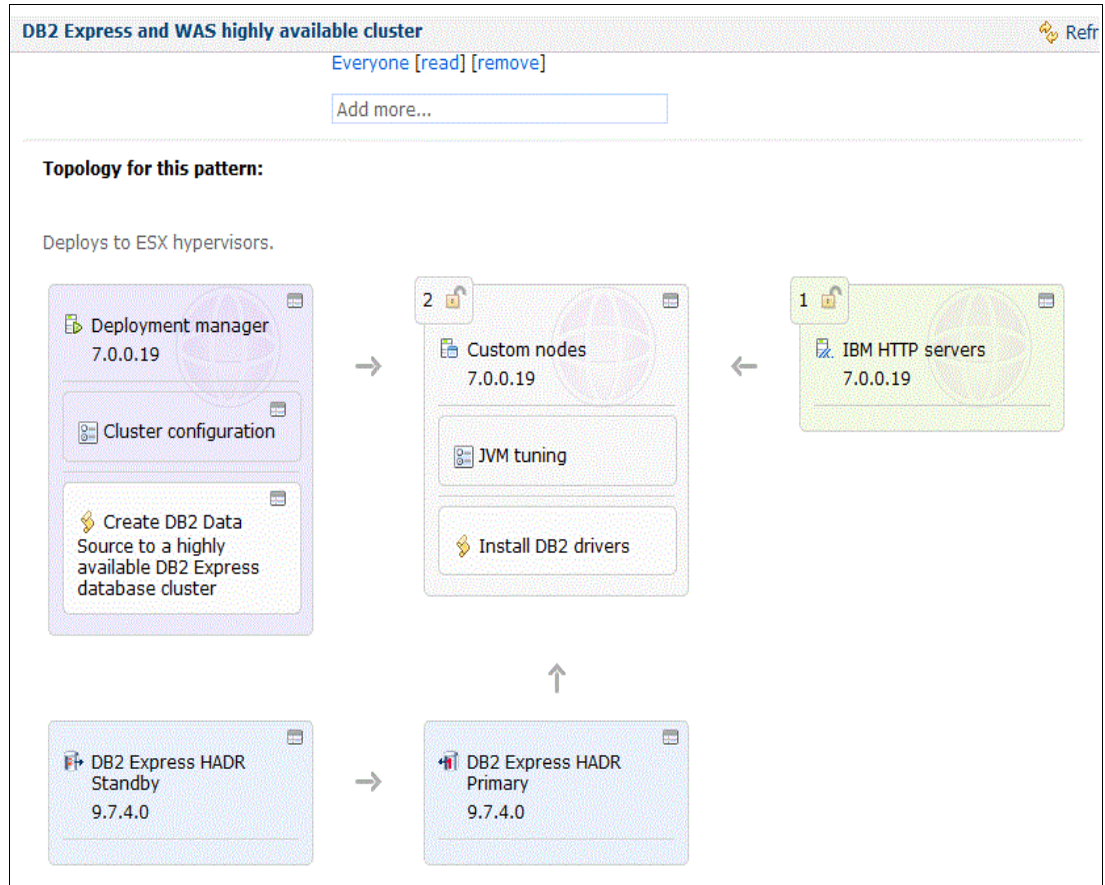 DB2 Express and WAS highly available cluster
Refr
Everyone [read] [remove]
Add more...
Topology for this pattern:
Deploys to ESX hypervisors.
Deployment manager
7.0.0.19
Cluster configuration
Create DB2 Data
Source to a highly
available DB2 Express
database cluster
2
Custom nodes
7.0.0.19
JVM tuning
Install DB2 drivers
1
IBM HTTP servers
7.0.0.19
DB2 Express HADR
Standby
9.7.4.0
DB2 Express HADR
Primary
9.7.4.0